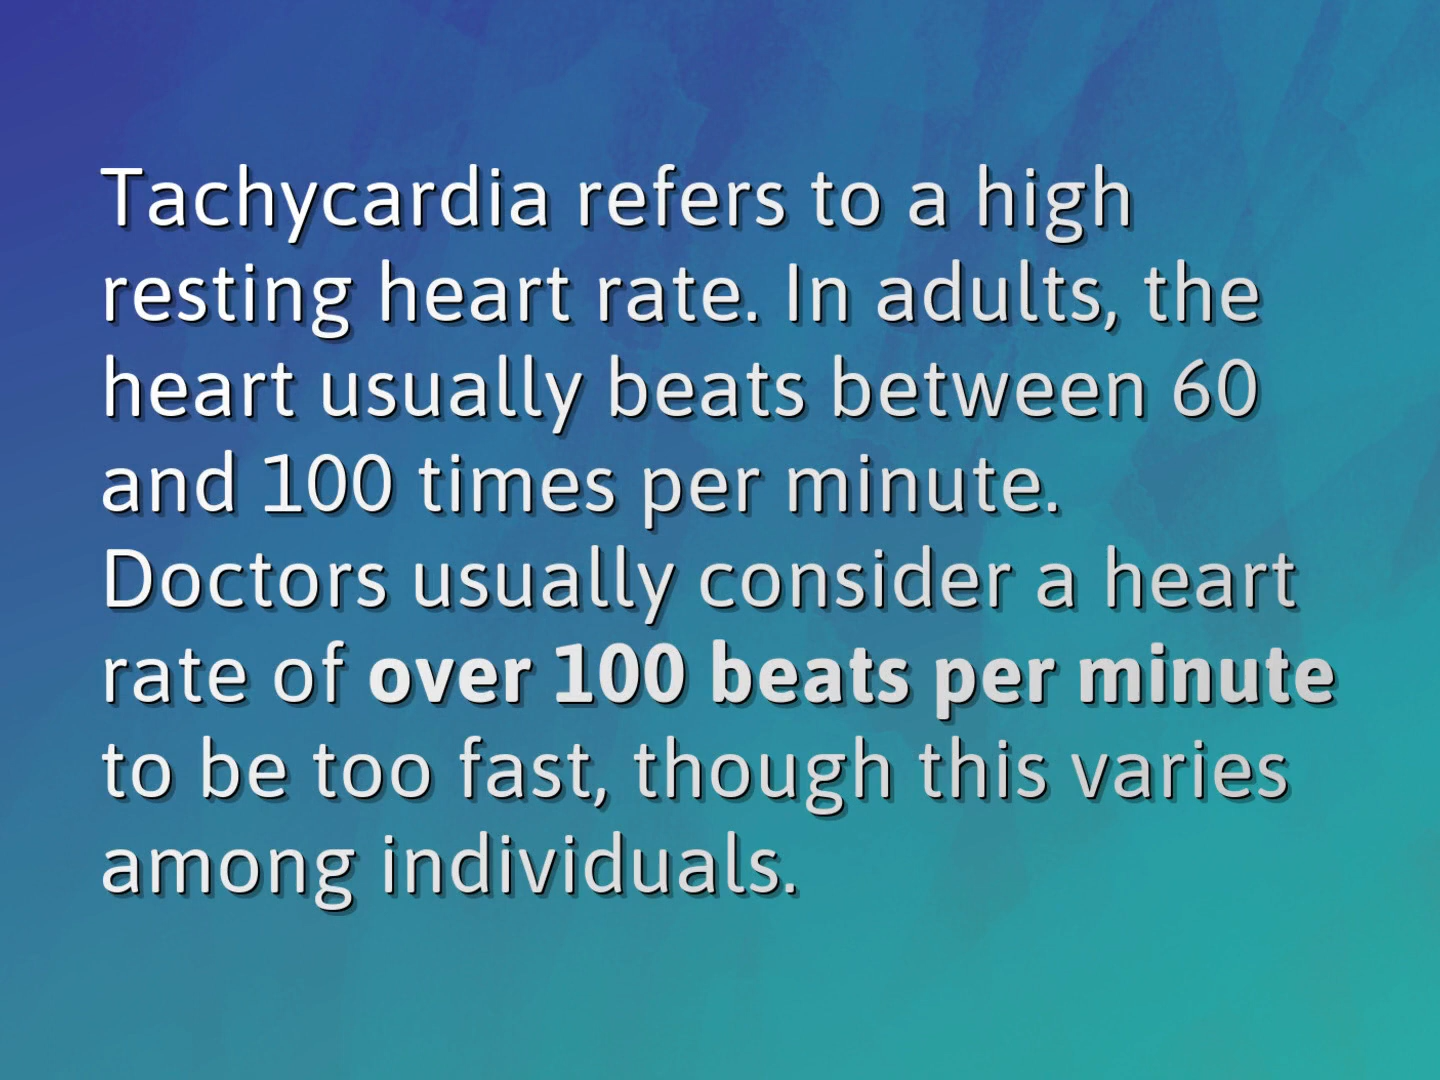 Tachycardia refers to a high
resting heart rate. In adults, the
heart usually beats between 60
and 100 times per minute.
Doctors usually consider a heart
rate of over 100 beats per minute
to be too fast, though this varies
among individuals.